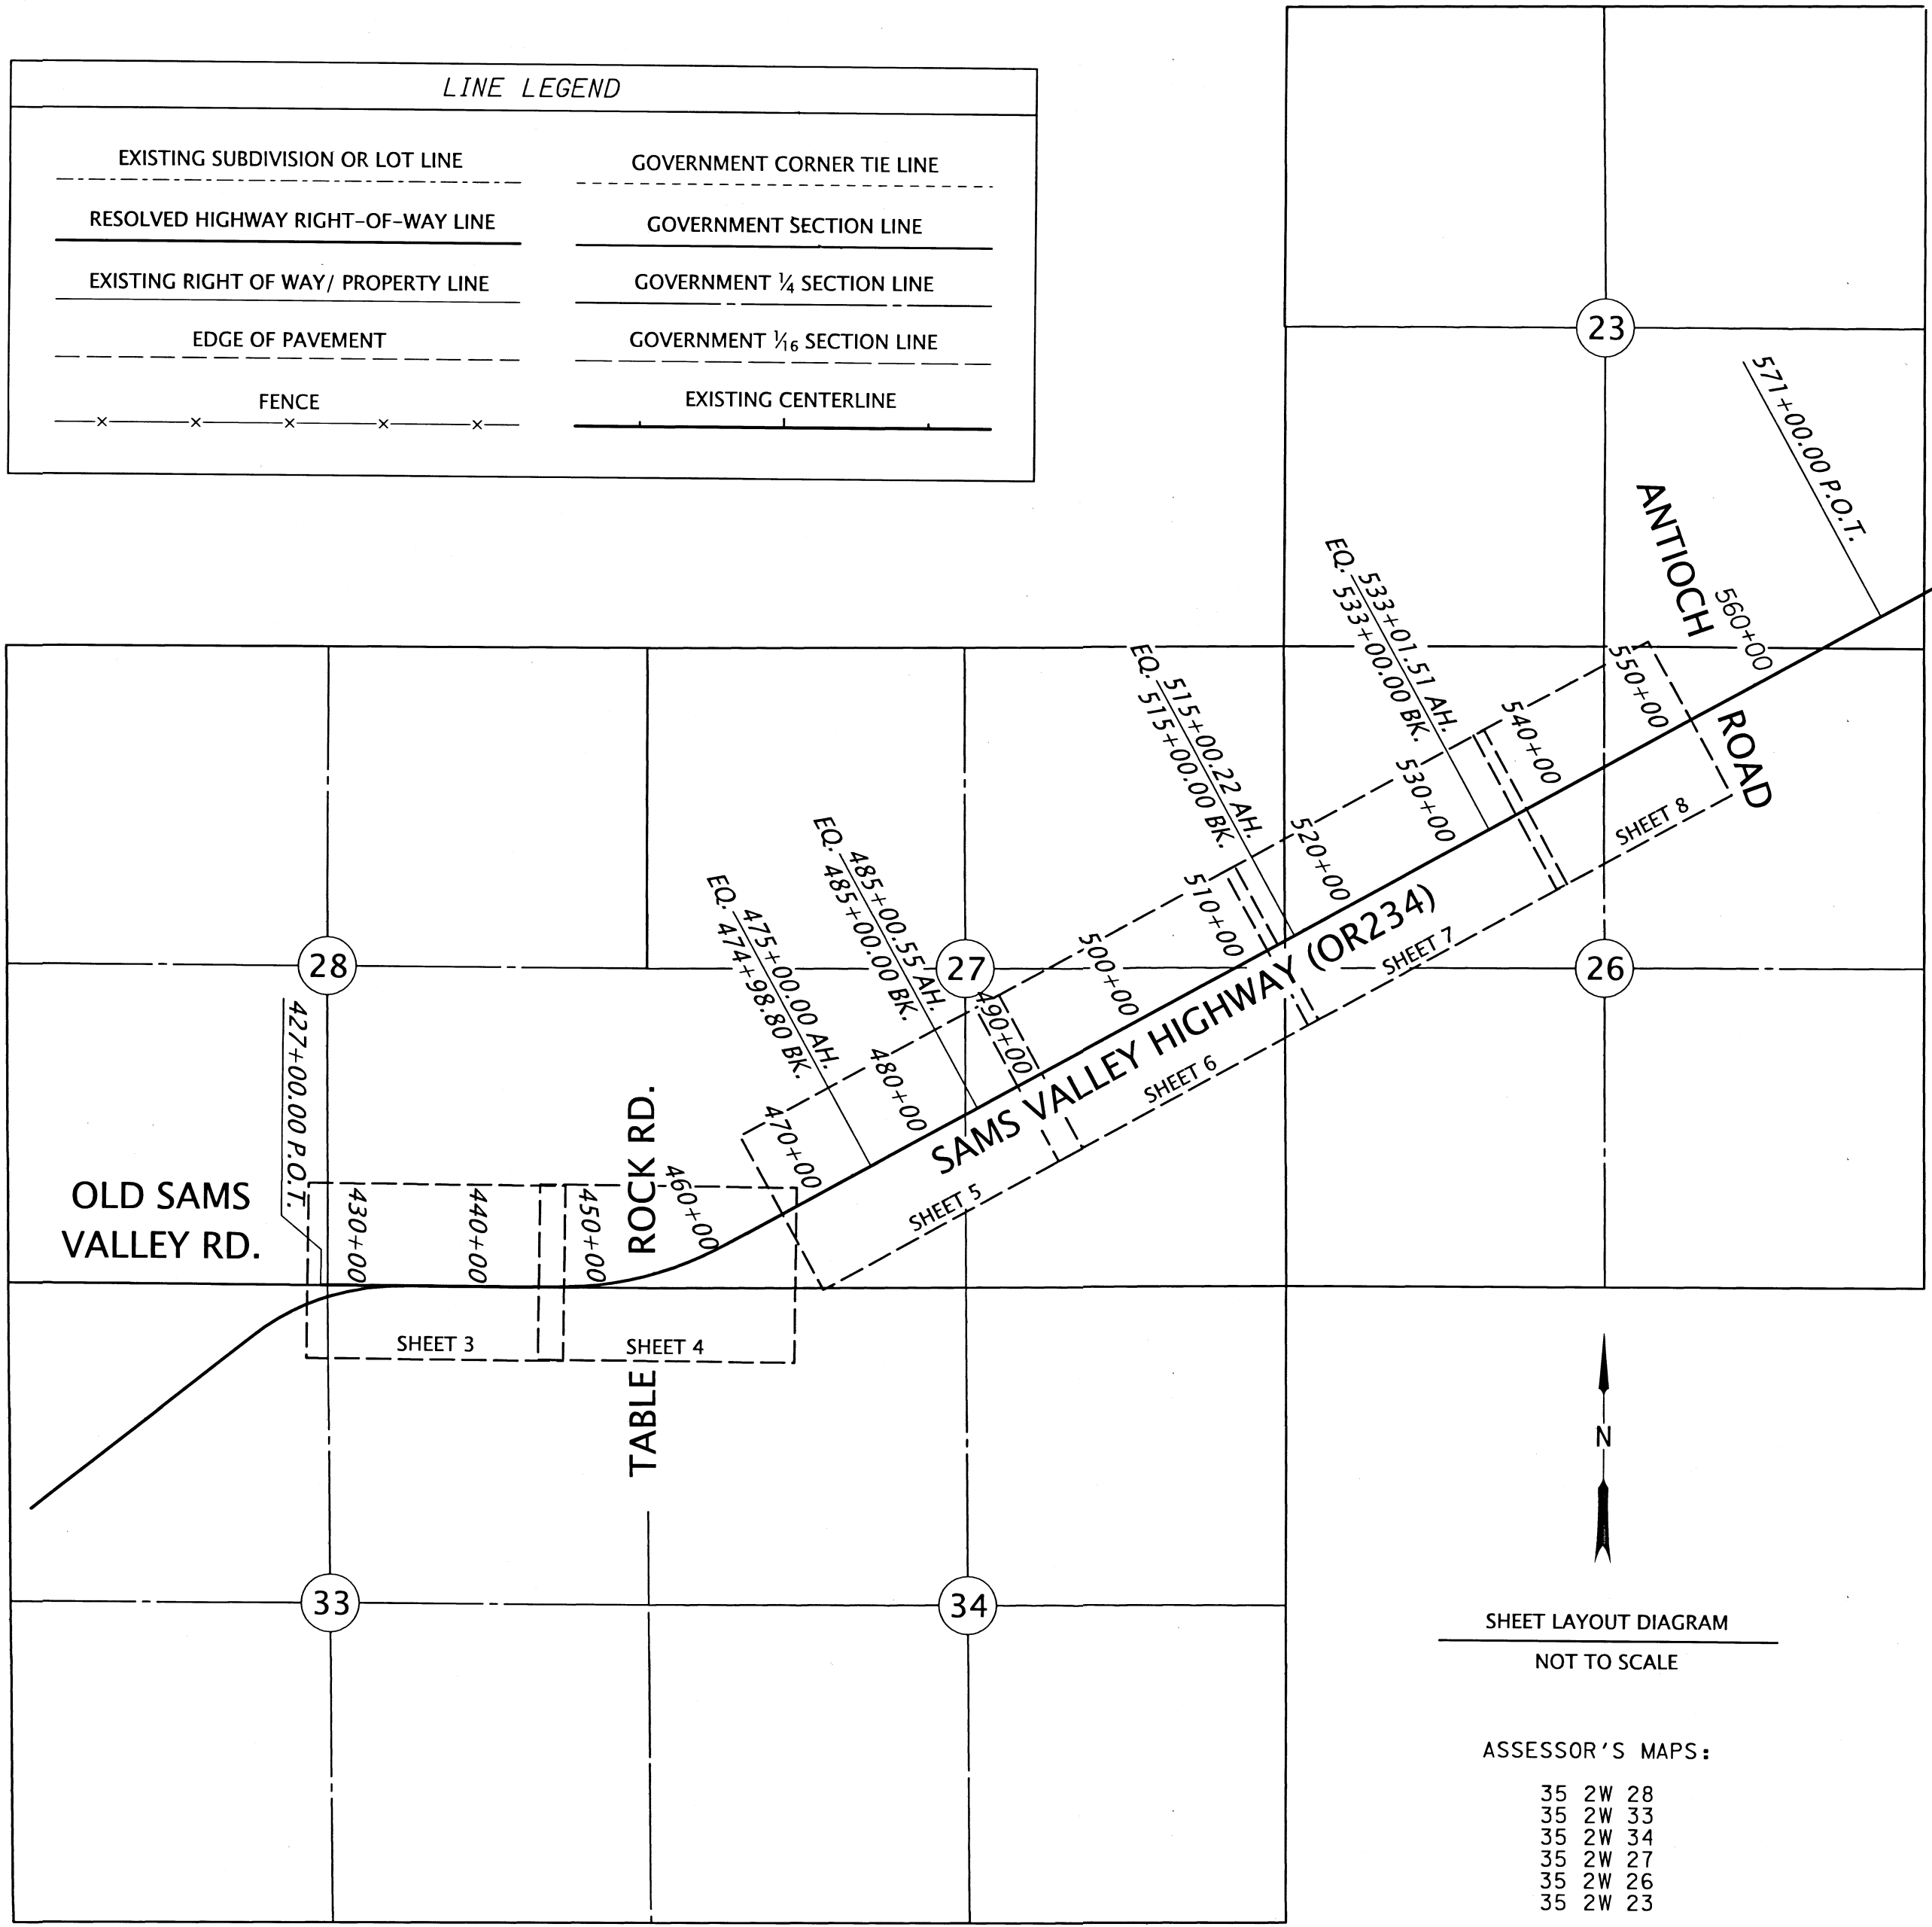 LINE LEGEND
EXISTING SUBDIVISION OR LOT LINE
RESOLVED HIGHWAY RIGHT-OF-WAY LINE
EXISTING RIGHT OF WAY/ PROPERTY LINE
EDGE OF PAVEMENT
FENCE
GOVERNMENT CORNER TIE LINE
GOVERNMENT SECTION LINE
GOVERNMENT 1/4 SECTION LINE
GOVERNMENT 1/16 SECTION LINE
EXISTING CENTERLINE
23
571+00.00 P.O.T.
ANTIOCH
ROAD
560+00
550+00
540+00
EQ. 533+01.51 AH.
533+00.00 BK.
530+00
520+00
EQ. 515+00.22 AH.
515+00.00 BK.
510+00
500+00
490+00
EQ. 485+00.55 AH.
485+00.00 BK.
480+00
EQ. 475+00.00 AH.
474+98.80 BK.
470+00
460+00
450+00
440+00
430+00
427+00.00 P.O.T.
28
27
26
SAMS VALLEY HIGHWAY (OR234)
OLD SAMS
VALLEY RD.
TABLE ROCK RD.
SHEET 3
SHEET 4
SHEET 5
SHEET 6
SHEET 7
SHEET 8
33
34
N
SHEET LAYOUT DIAGRAM
NOT TO SCALE
ASSESSOR'S MAPS:
35 2W 28
35 2W 33
35 2W 34
35 2W 27
35 2W 26
35 2W 23